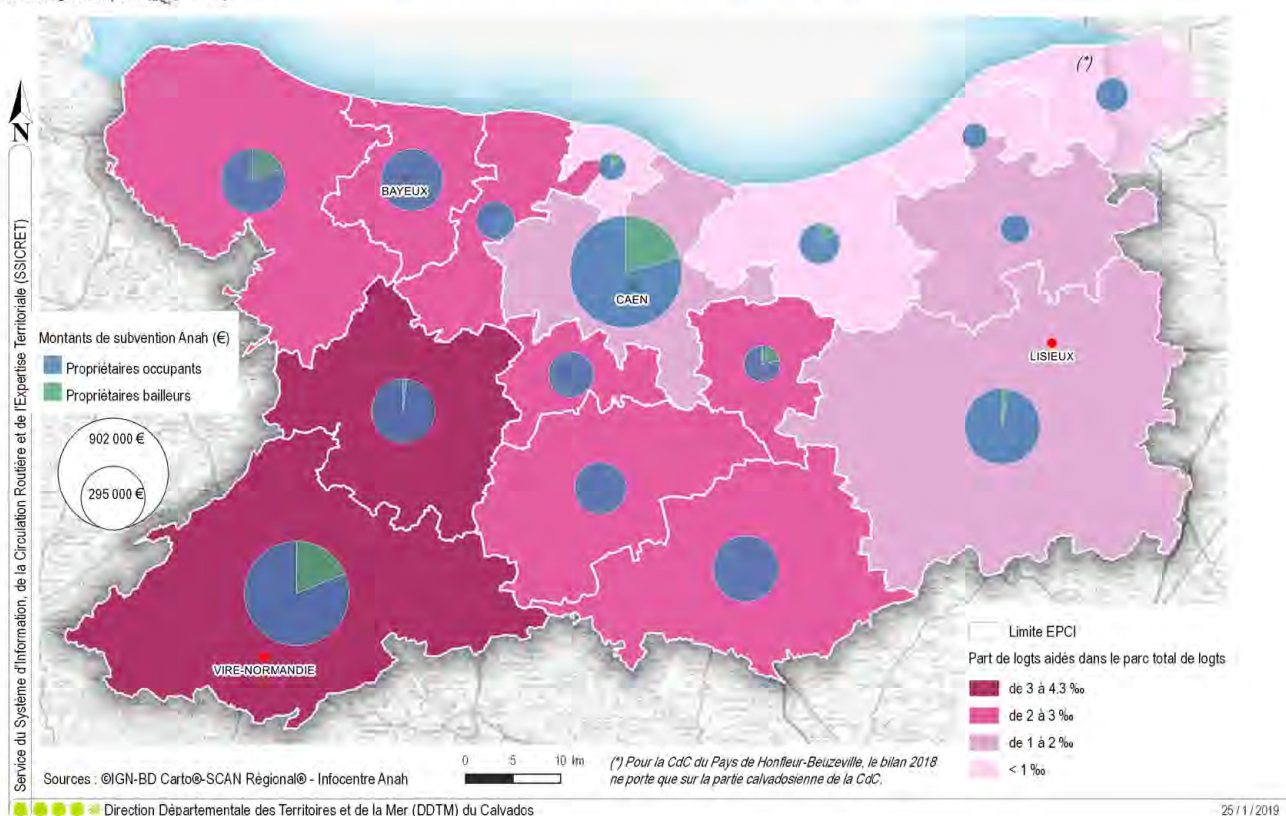 (*)
N
BAYEUX
CAEN
LISIEUX
VIRE-NORMANDIE
Service du Système d'Information, de la Circulation Routière et de l'Expertise Territoriale (SSICRET)
Montants de subvention Anah (€)
Propriétaires occupants
Propriétaires bailleurs
902 000 €
295 000 €
Limite EPCI
Part de logts aidés dans le parc total de logts
de 3 à 4.3 ‰
de 2 à 3 ‰
de 1 à 2 ‰
< 1 ‰
0 5 10 km
(*) Pour la CdC du Pays de Honfleur-Beuzeville, le bilan 2018
ne porte que sur la partie calvadosienne de la CdC.
Sources : ©IGN-BD Carto®-SCAN Régional® - Infocentre Anah
Direction Départementale des Territoires et de la Mer (DDTM) du Calvados
25 / 1 / 2019